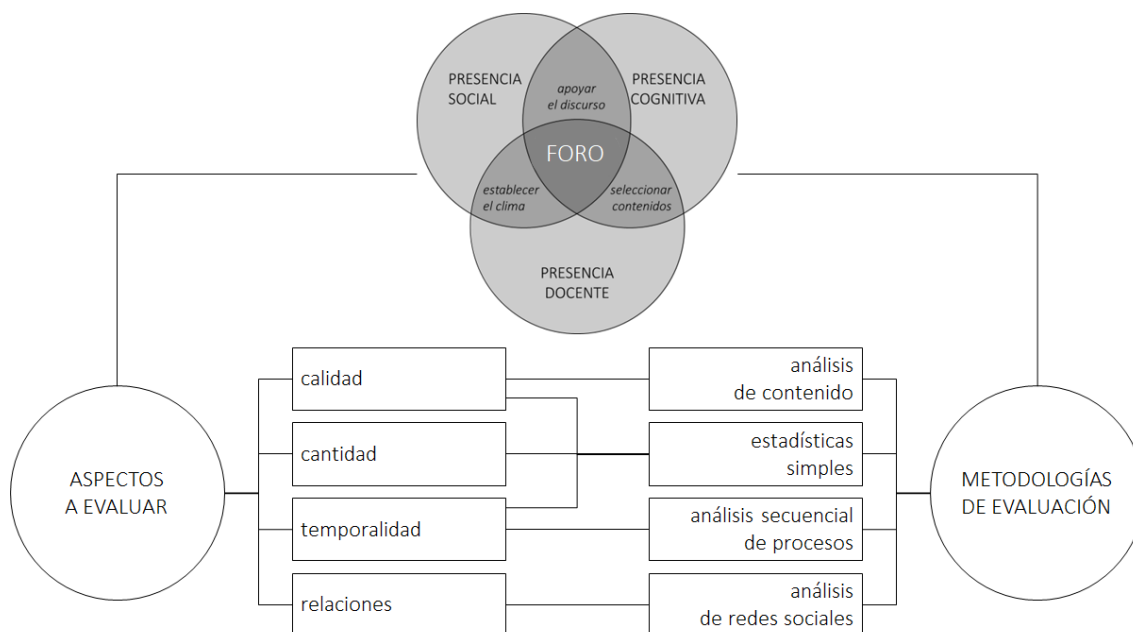 PRESENCIA
SOCIAL
apoyar
el discurso
PRESENCIA
COGNITIVA
FORO
establecer
el clima
seleccionar
contenidos
PRESENCIA
DOCENTE
ASPECTOS
A EVALUAR
calidad
cantidad
temporalidad
relaciones
análisis
de contenido
estadísticas
simples
análisis secuencial
de procesos
análisis
de redes sociales
METODOLOGÍAS
DE EVALUACIÓN